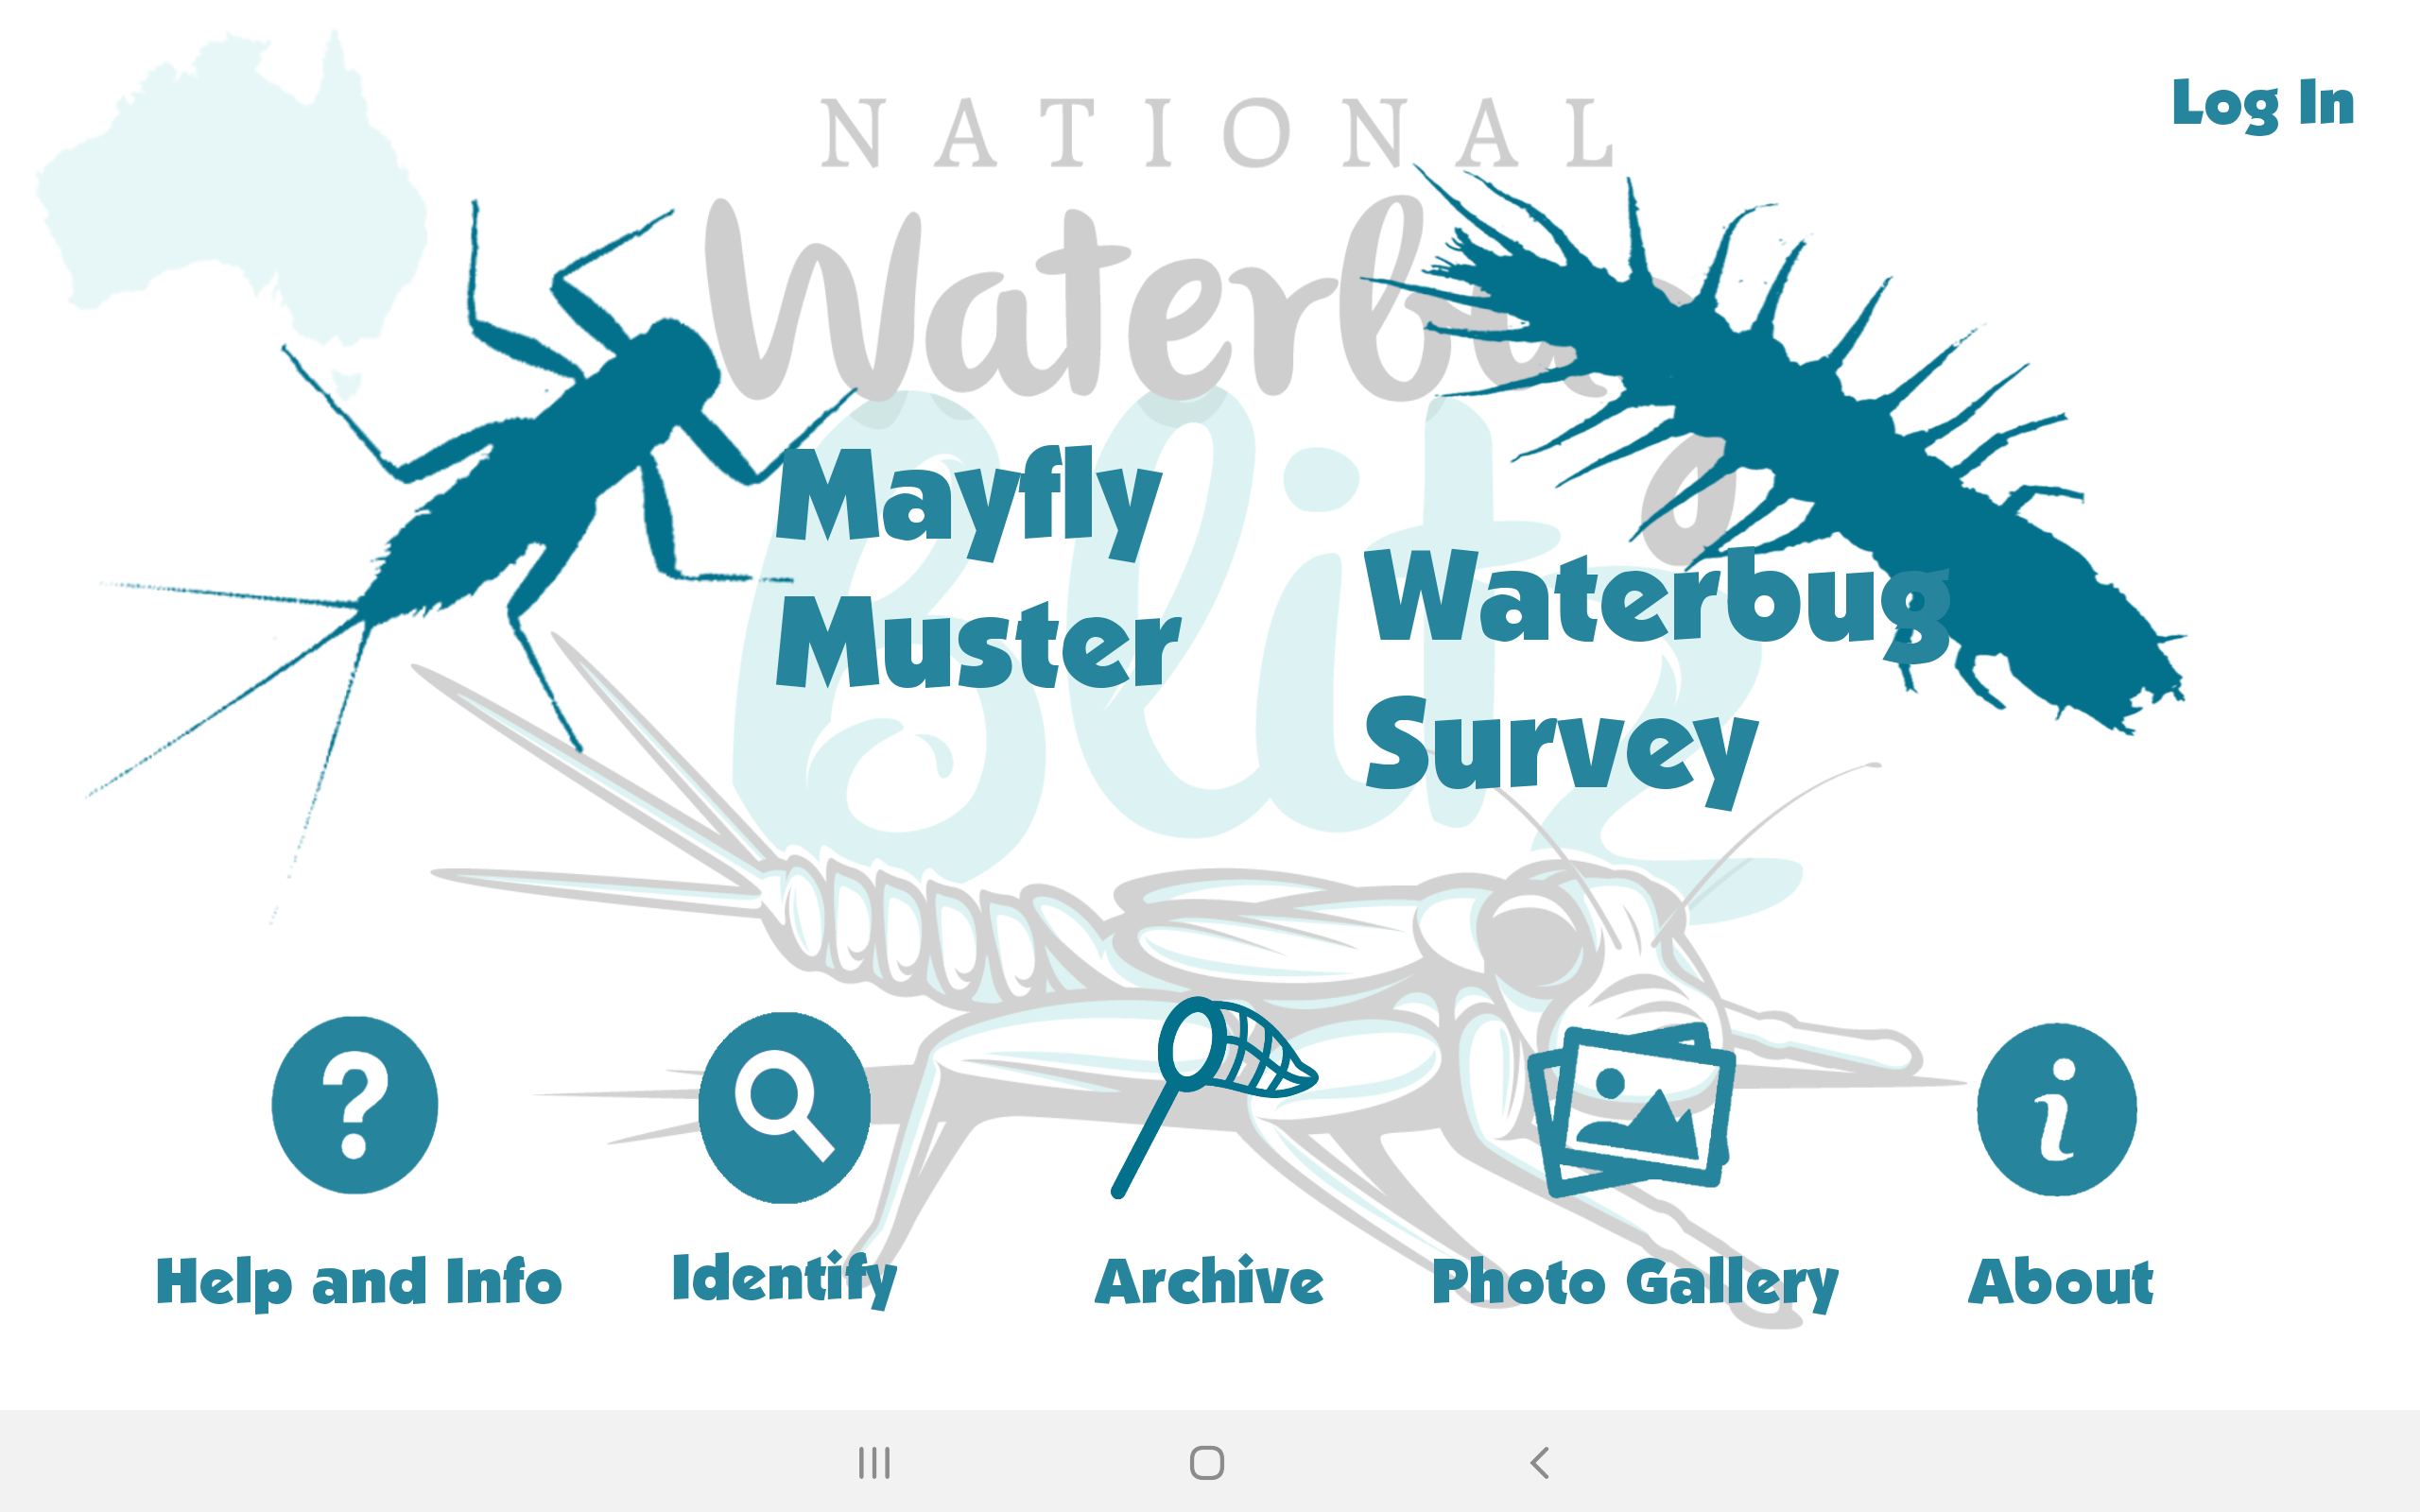 Log In
NATIONAL
Waterbug
Blitz
Mayfly
Muster
Waterbug
Survey
Help and Info
Identify
Archive
Photo Gallery
About